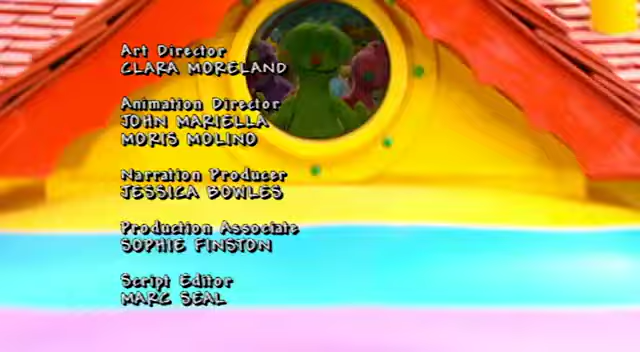 Art Director
CLARA MORELAND
Animation Director
JOHN MARIELLA
MORIS MOLINO
Narration Producer
JESSICA BOWLES
Production Associate
SOPHIE FINSTON
Script Editor
MARC SEAL